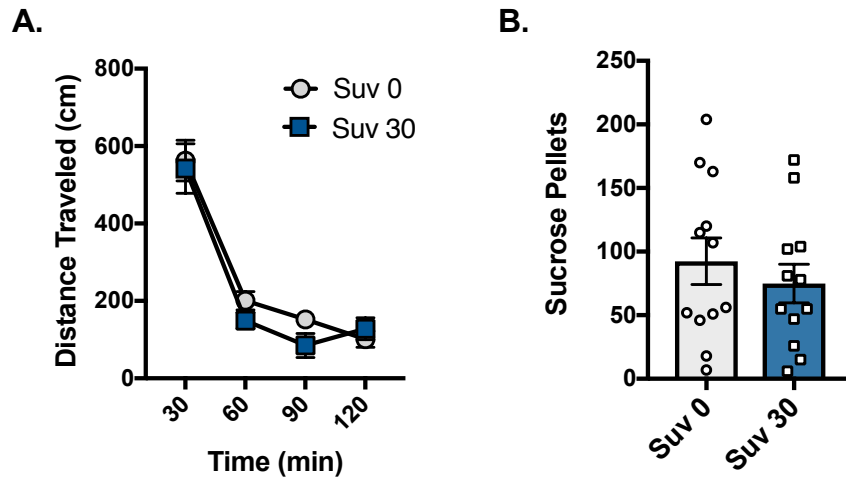 A.
800
600
400
200
0
Distance Traveled (cm)
30
60
90
120
Time (min)
Suv 0
Suv 30
B.
250
200
150
100
50
0
Sucrose Pellets
Suv 0
Suv 30